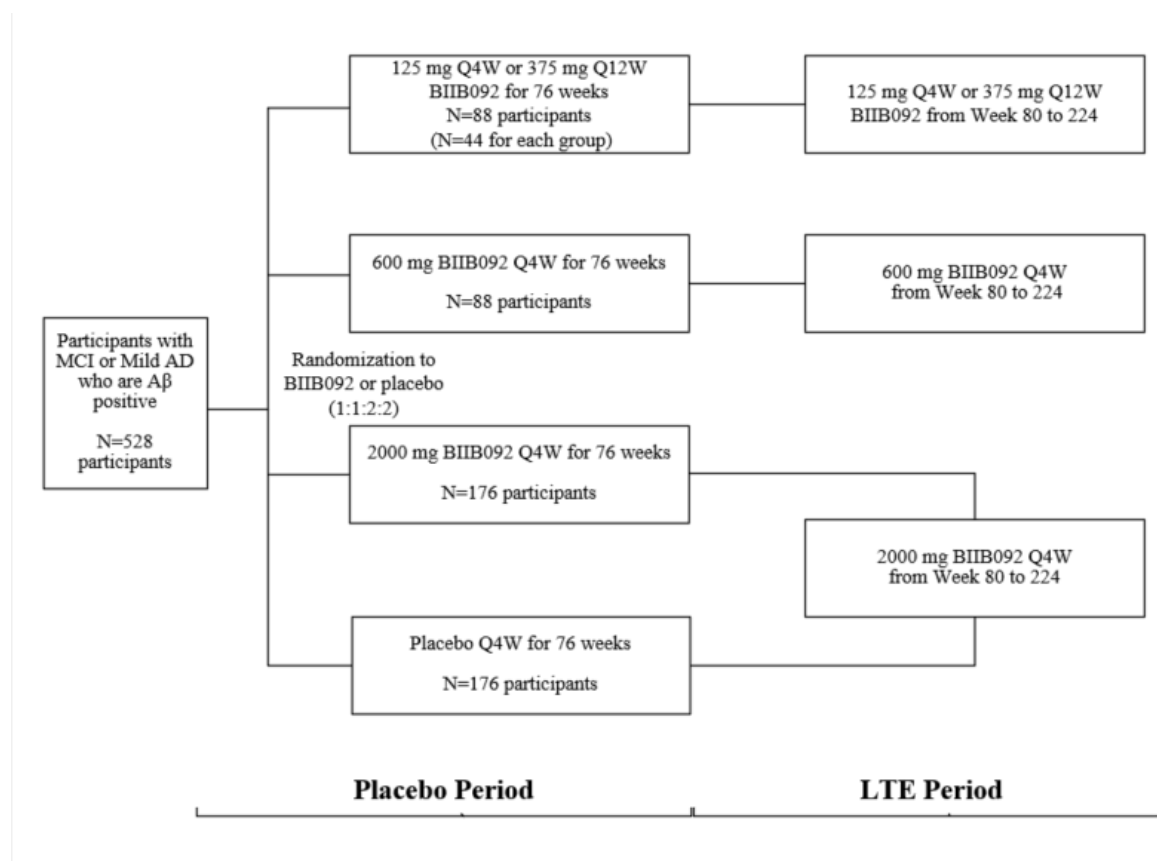 125 mg Q4W or 375 mg Q12W
BIIB092 for 76 weeks
N=88 participants
(N=44 for each group)
125 mg Q4W or 375 mg Q12W
BIIB092 from Week 80 to 224
600 mg BIIB092 Q4W for 76 weeks
N=88 participants
600 mg BIIB092 Q4W
from Week 80 to 224
Participants with
MCI or Mild AD
who are Aβ
positive
N=528
participants
Randomization to
BIIB092 or placebo
(1:1:2:2)
2000 mg BIIB092 Q4W for 76 weeks
N=176 participants
2000 mg BIIB092 Q4W
from Week 80 to 224
Placebo Q4W for 76 weeks
N=176 participants
Placebo Period
LTE Period